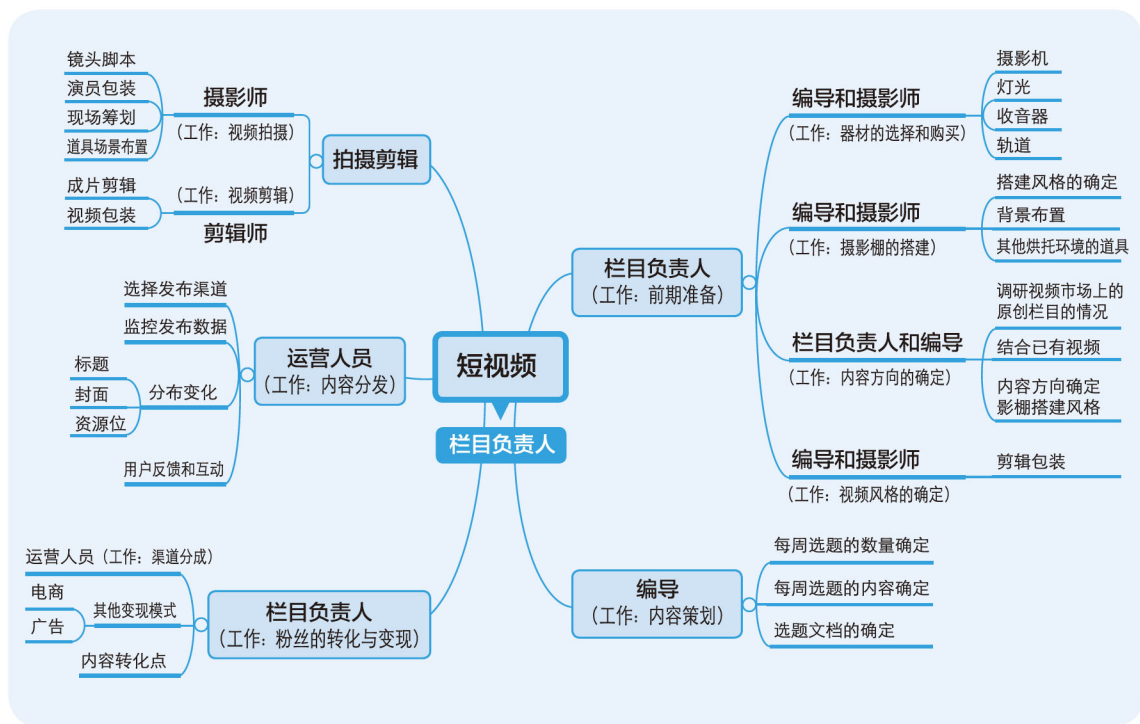 短视频
栏目负责人
拍摄剪辑
摄影师
(工作：视频拍摄)
镜头脚本
演员包装
现场筹划
道具场景布置
(工作：视频剪辑)
剪辑师
成片剪辑
视频包装
运营人员
(工作：内容分发)
选择发布渠道
监控发布数据
分布变化
标题
封面
资源位
用户反馈和互动
栏目负责人
(工作：粉丝的转化与变现)
运营人员 (工作：渠道分成)
其他变现模式
电商
广告
内容转化点
栏目负责人
(工作：前期准备)
编导和摄影师
(工作：器材的选择和购买)
摄影机
灯光
收音器
轨道
编导和摄影师
(工作：摄影棚的搭建)
搭建风格的确定
背景布置
其他烘托环境的道具
栏目负责人和编导
(工作：内容方向的确定)
调研视频市场上的
原创栏目的情况
结合已有视频
内容方向确定
影棚搭建风格
编导和摄影师
(工作：视频风格的确定)
剪辑包装
编导
(工作：内容策划)
每周选题的数量确定
每周选题的内容确定
选题文档的确定